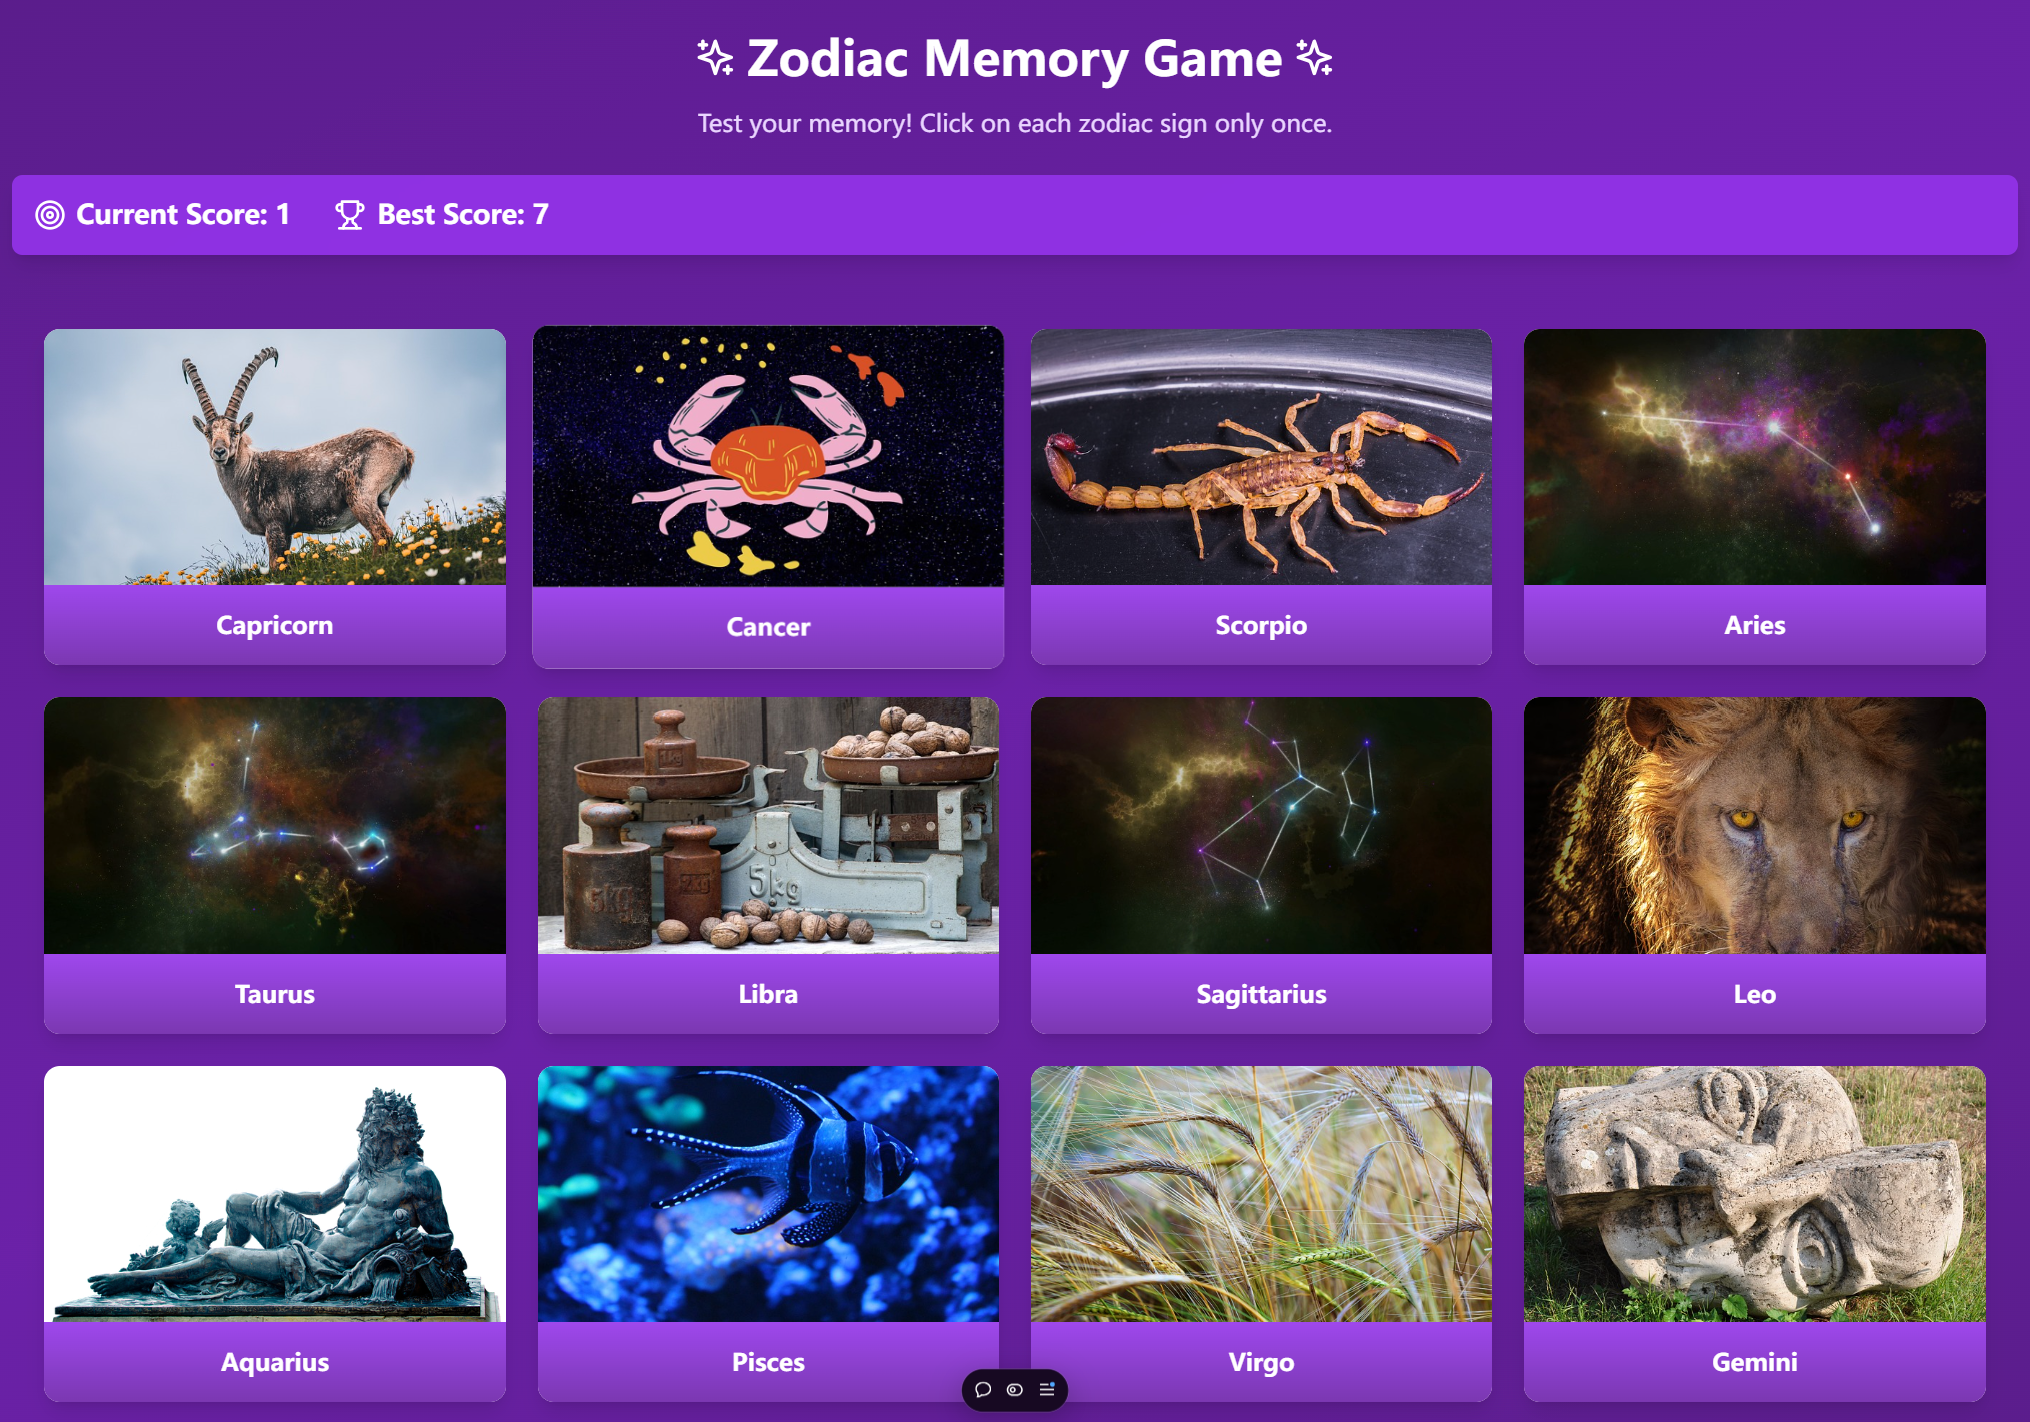 Zodiac Memory Game
Test your memory! Click on each zodiac sign only once.
Current Score: 1 Best Score: 7
Capricorn
Cancer
Scorpio
Aries
1kg
5KG
2kg
5kg
Taurus
Libra
Sagittarius
Leo
Aquarius
Pisces
Virgo
Gemini